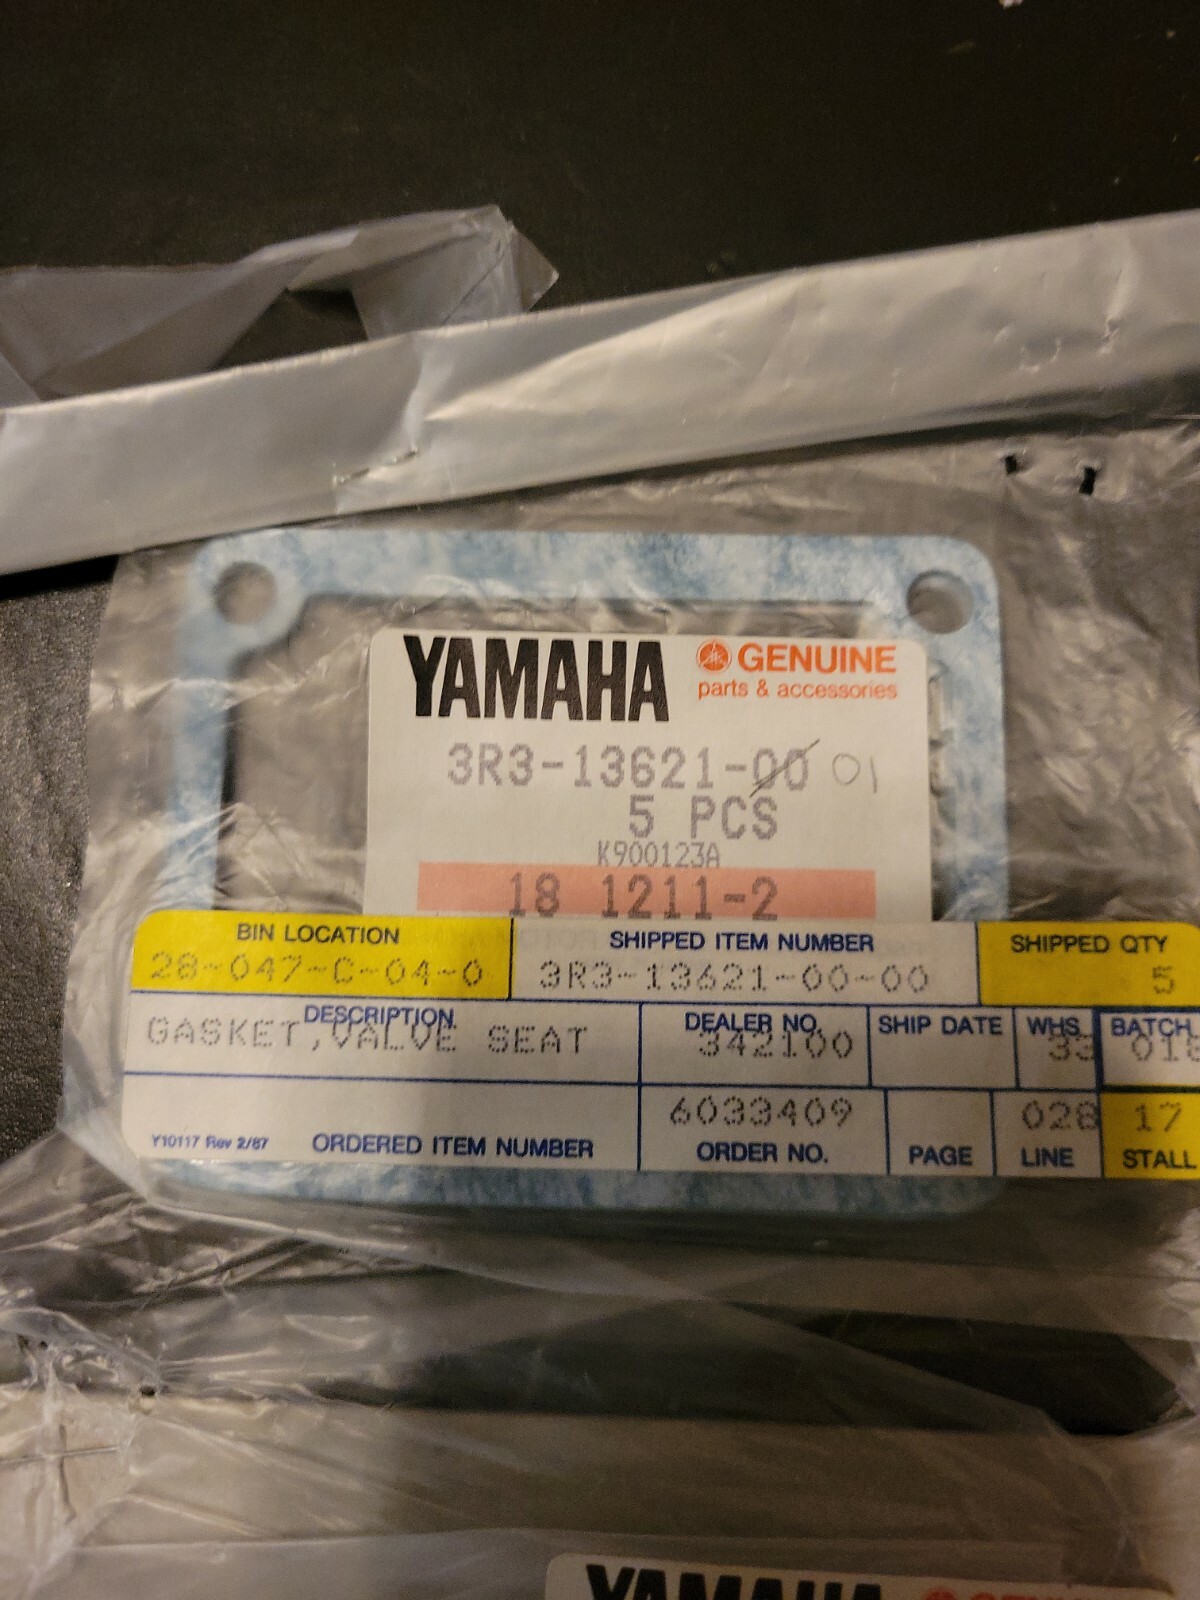 YAMAHA GENUINE
parts & accessories
3R3-13621-00 01
5 PCS
K900123A
18 1211-2
BIN LOCATION SHIPPED ITEM NUMBER SHIPPED QTY
28-047-C-04-0 3R3-13621-00-00 5
DESCRIPTION DEALER NO. SHIP DATE WHS BATCH
GASKET,VALVE SEAT 342100 33 018
6033409 028 17
Y10117 Rev 2/87 ORDERED ITEM NUMBER ORDER NO. PAGE LINE STALL
YAMAHA